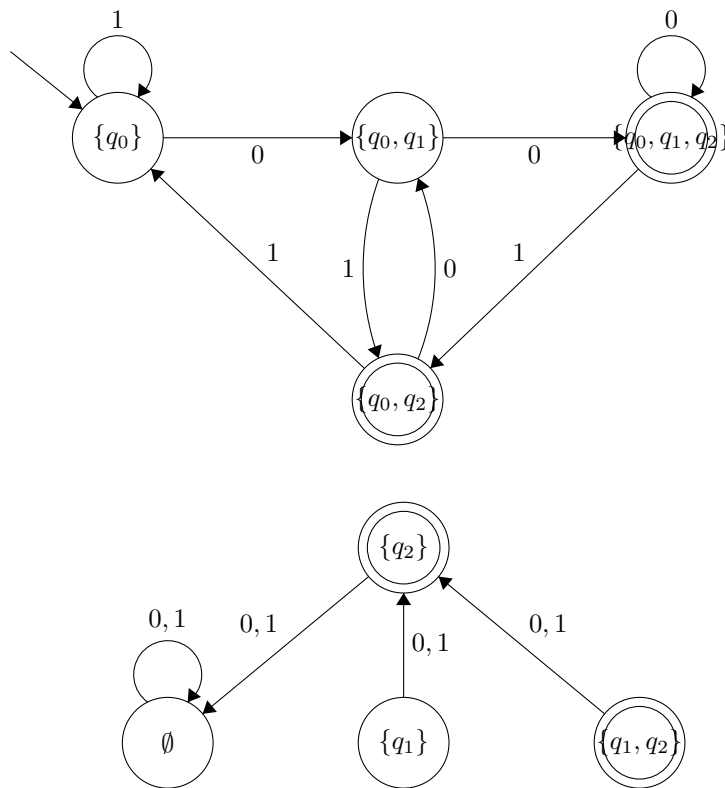 1 0
{q₀} {q₀, q₁} {q₀, q₁, q₂}
0 0
1 1 0 1
{q₀, q₂}
{q₂}
0, 1 0, 1 0, 1 0, 1
∅ {q₁} {q₁, q₂}